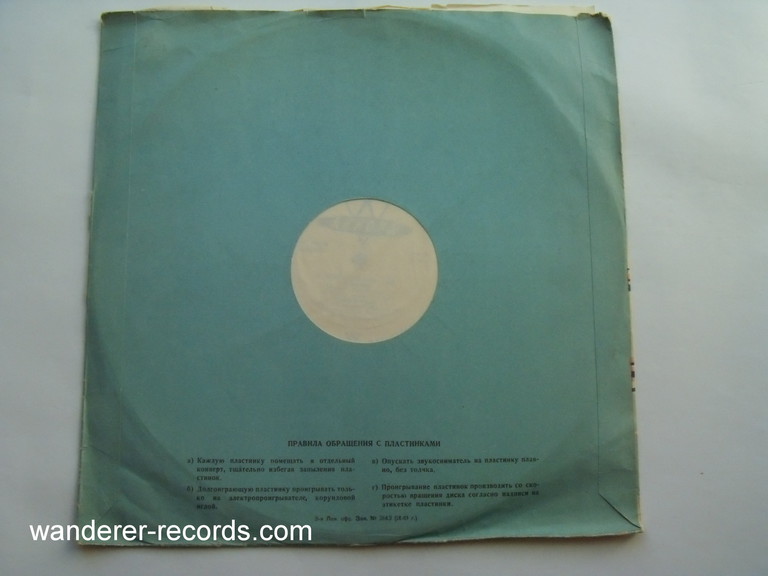 ПРАВИЛА ОБРАЩЕНИЯ С ПЛАСТИНКАМИ
а) Каждую пластинку помещать в отдельный
конверт, тщательно избегая запыления пла-
стинок.
б) Долгоиграющую пластинку проигрывать толь-
ко на электропроигрывателе, корундовой
иглой.
в) Опускать звукосниматель на пластинку плав-
но, без толчка.
г) Проигрывание пластинки производить со ско-
ростью вращения диска согласно надписи на
этикетке пластинки.
wanderer-records.com